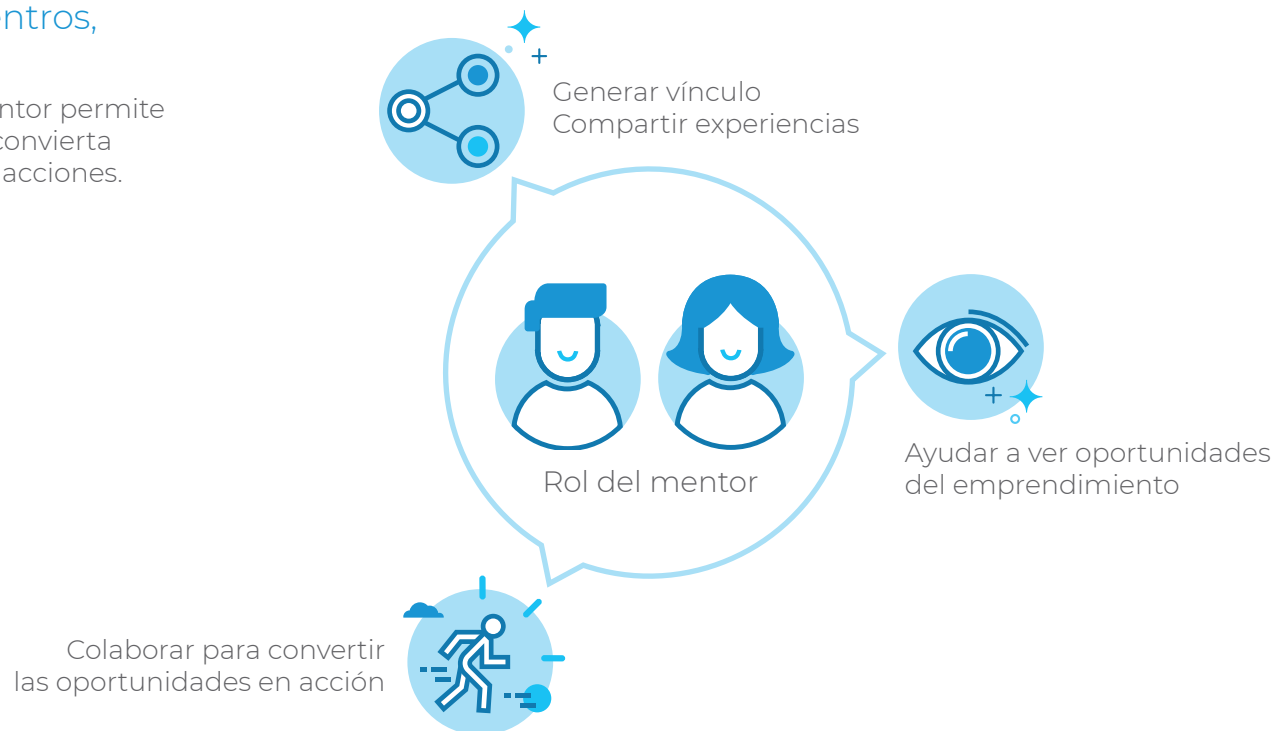 entros,
ntor permite
convierta
acciones.
Generar vínculo
Compartir experiencias
Rol del mentor
Ayudar a ver oportunidades
del emprendimiento
Colaborar para convertir
las oportunidades en acción